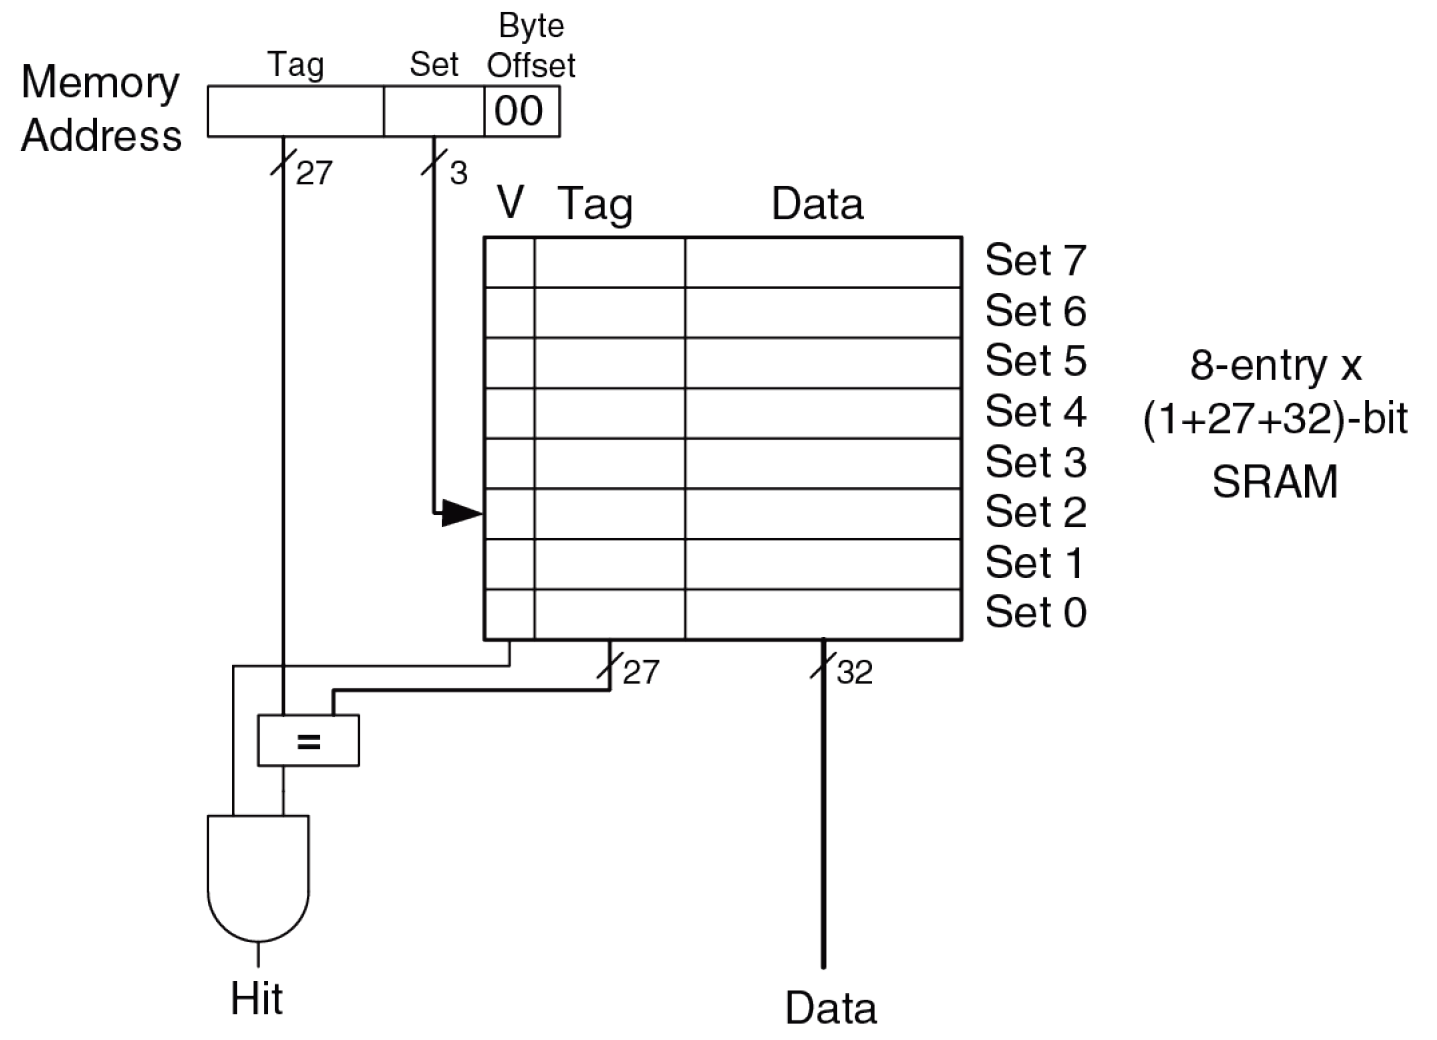 Byte
Tag Set Offset
Memory
Address
00
27 3
V Tag Data
Set 7
Set 6
Set 5
Set 4
Set 3
Set 2
Set 1
Set 0
8-entry x
(1+27+32)-bit
SRAM
27 32
=
Hit
Data